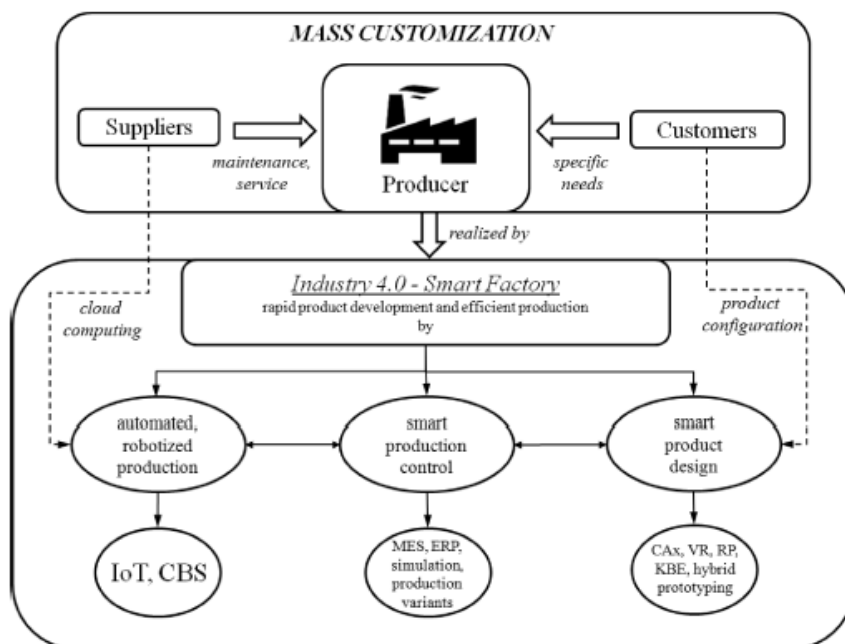 MASS CUSTOMIZATION
Suppliers
maintenance,
service
Producer
Customers
specific
needs
realized by
Industry 4.0 - Smart Factory
rapid product development and efficient production
by
cloud
computing
product
configuration
automated,
robotized
production
smart
production
control
smart
product
design
IoT, CBS
MES, ERP,
simulation,
production
variants
CAx, VR, RP,
KBE, hybrid
prototyping